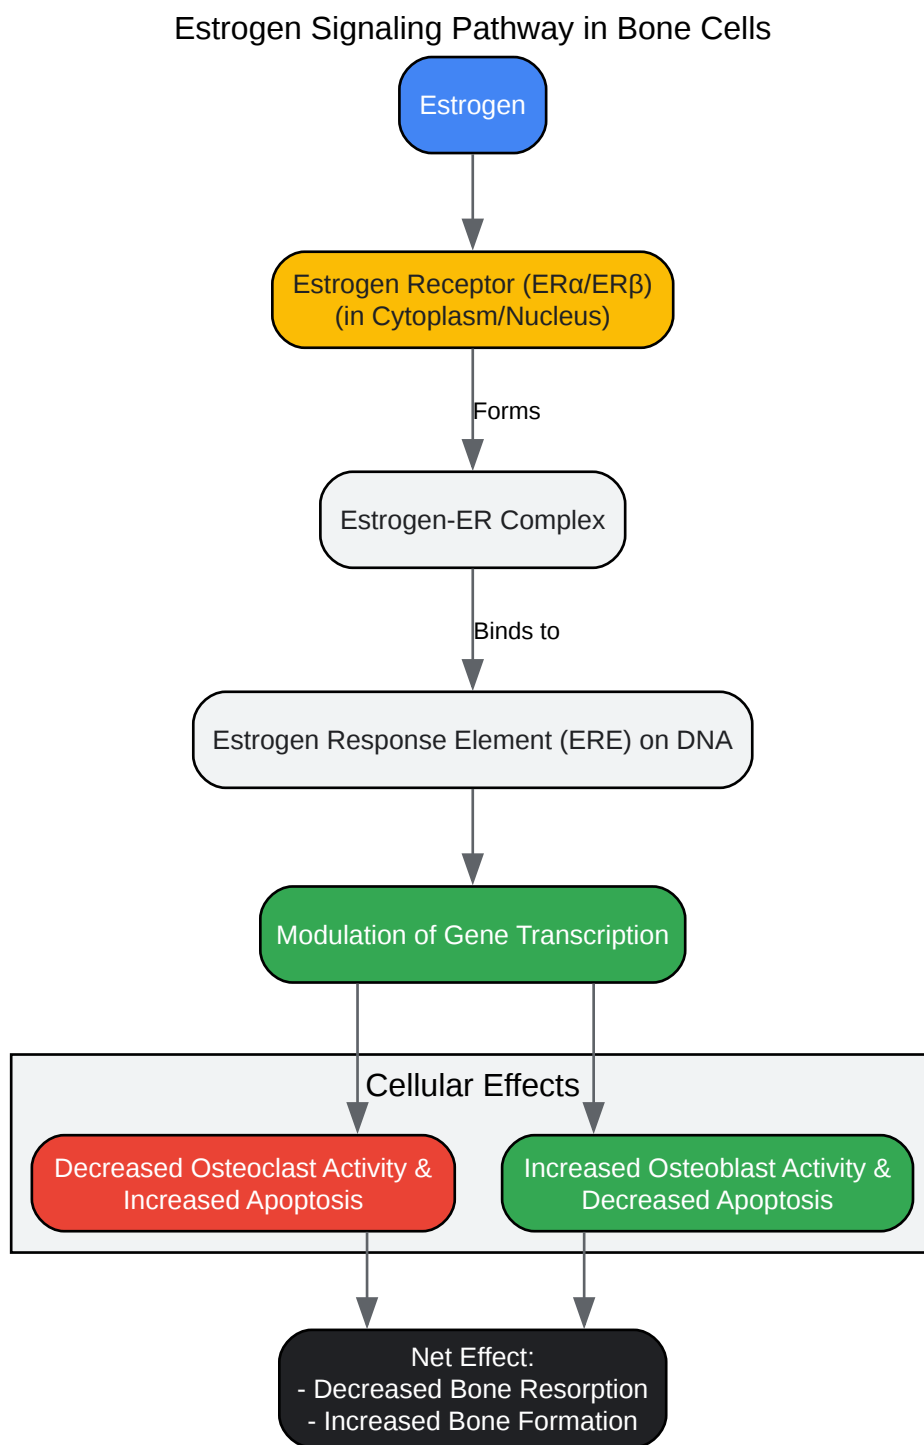 Estrogen Signaling Pathway in Bone Cells
Estrogen
Estrogen Receptor (ERα/ERβ)
(in Cytoplasm/Nucleus)
Forms
Estrogen-ER Complex
Binds to
Estrogen Response Element (ERE) on DNA
Modulation of Gene Transcription
Cellular Effects
Decreased Osteoclast Activity &
Increased Apoptosis
Increased Osteoblast Activity &
Decreased Apoptosis
Net Effect:
- Decreased Bone Resorption
- Increased Bone Formation